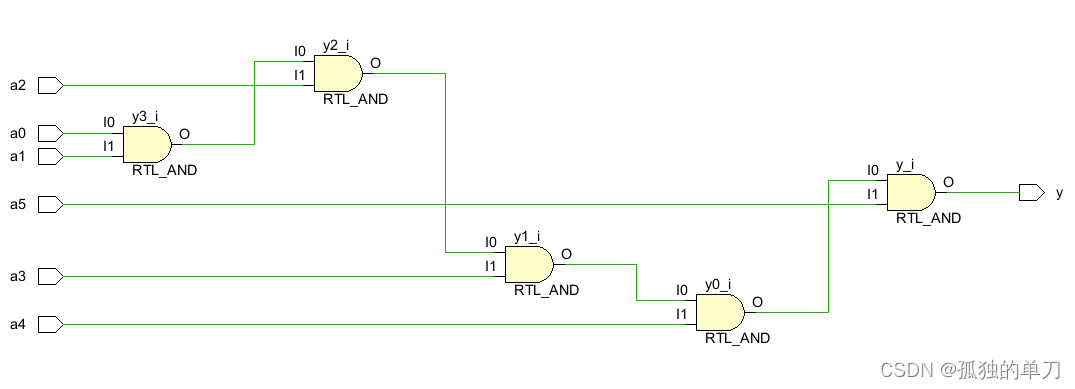 y2_i
I0
O
a2
I1
RTL_AND
y3_i
a0
I0
O
a1
I1
RTL_AND
y_i
I0
O
a5
I1
y
RTL_AND
y1_i
I0
O
a3
I1
RTL_AND
y0_i
I0
O
a4
I1
RTL_AND
CSDN @孤独的单刀